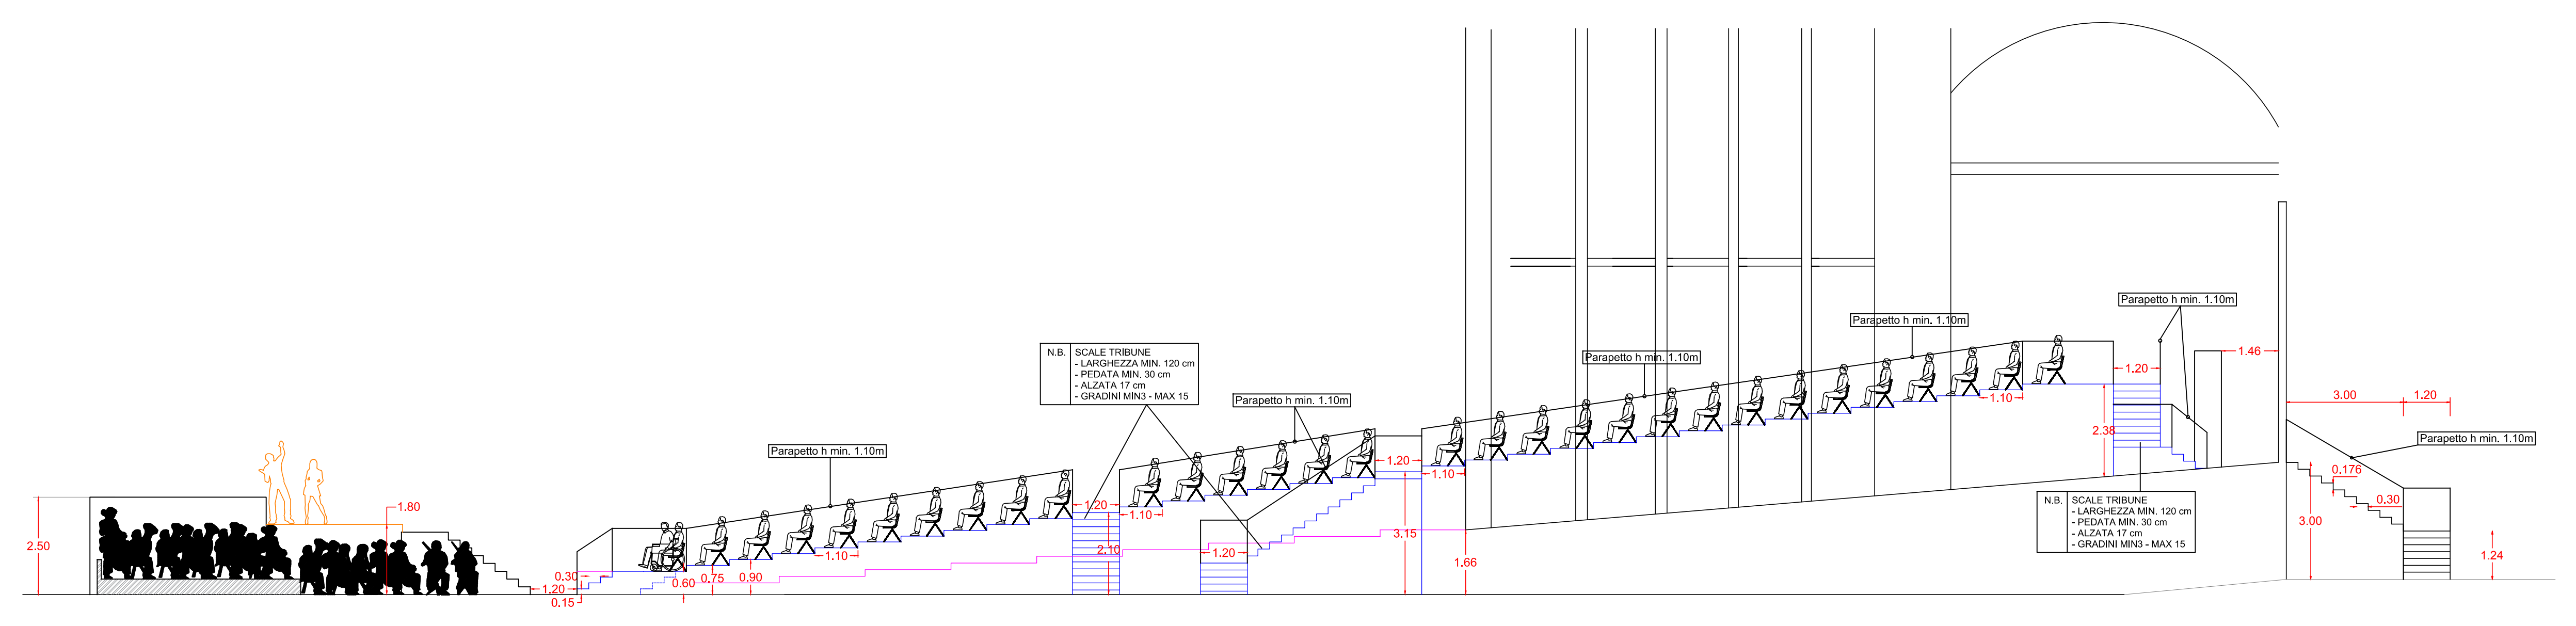 Parapetto h min. 1.10m
1.46
Parapetto h min. 1.10m
N.B. SCALE TRIBUNE
- LARGHEZZA MIN. 120 cm
- PEDATA MIN. 30 cm
- ALZATA 17 cm
- GRADINI MIN3 - MAX 15
Parapetto h min. 1.10m
1.20
3.00
1.20
Parapetto h min. 1.10m
1.10
2.38
Parapetto h min. 1.10m
Parapetto h min. 1.10m
1.20
1.10
0.176
0.30
N.B. SCALE TRIBUNE
- LARGHEZZA MIN. 120 cm
- PEDATA MIN. 30 cm
- ALZATA 17 cm
- GRADINI MIN3 - MAX 15
1.80
1.20
1.10
3.00
2.50
1.10
2.10
1.20
3.15
1.66
1.24
0.30
1.20
0.15
0.60
0.75
0.90